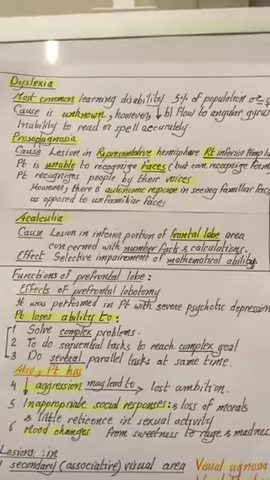 Dyslexia
Most common learning disability 5% of population
Cause is unknown, however, ↓ bl flow to angular gyrus
Inability to read or spell accurately.
Prosopagnosia
Cause Lesion in Representative hemisphere Rt inferior temporal
Pt is unable to recognize Faces (but can recognize
Pt recognizes people by their voices
However, there is autonomic response in seeing familiar faces
as opposed to unfamiliar faces
Acalculia
Cause Lesion in inferior portion of frontal lobe area
concerned with number facts & calculations.
Effect Selective impairement of mathematical ability
Functions of prefrontal lobe:
Effects of prefrontal lobotomy
It was performed in Pt with severe psychotic depression
Pt loses ability to:
1 Solve complex problems.
2 To do sequential tasks to reach complex goal
3 Do several parallel tasks at same time.
Also, Pt has
4 ↓ aggression may lead to → lost ambition.
5 Inappropriate social responses: loss of morals
& little reticence in sexual activity
6 Mood changes from sweetness to rage & madness
Lesions: in
1 secondary (associative) visual area Visual agnosia